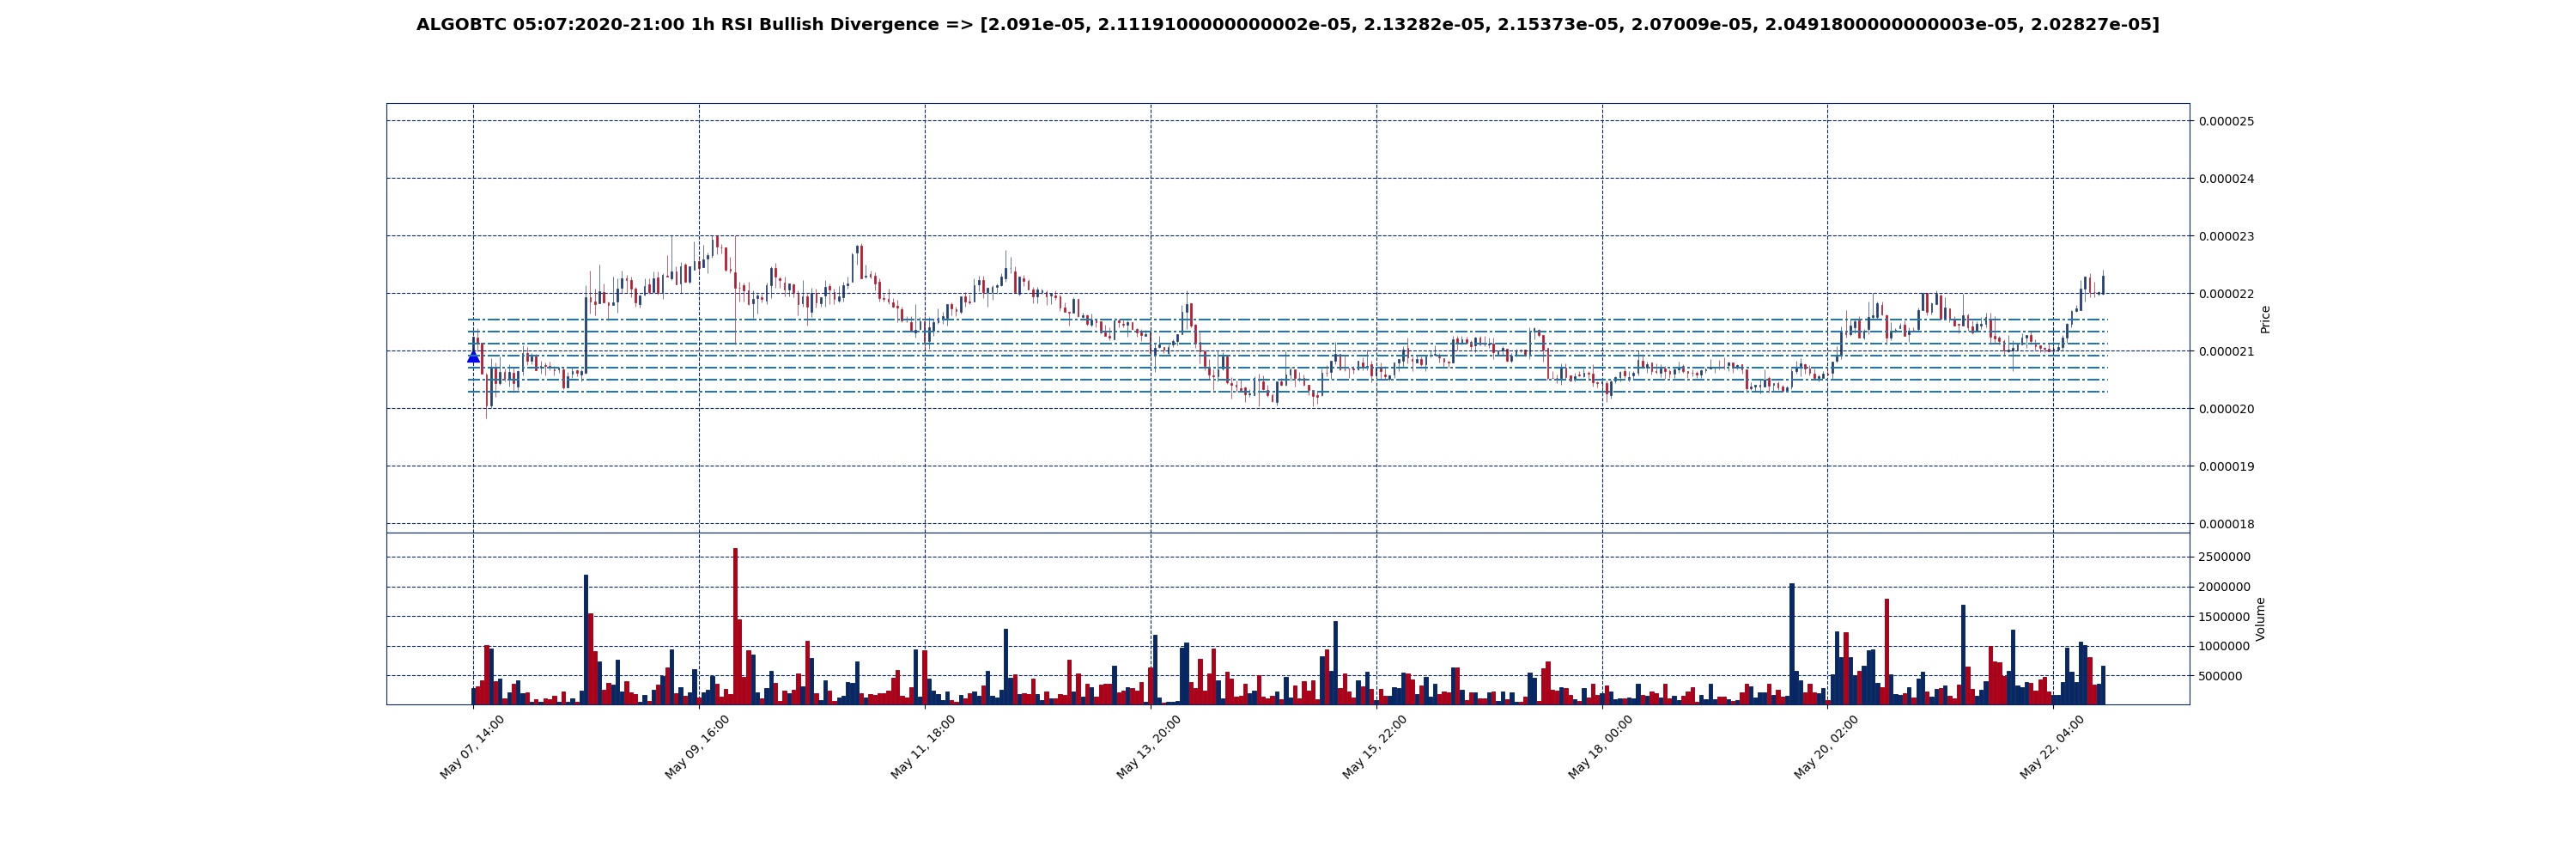 ALGOBTC 05:07:2020-21:00 1h RSI Bullish Divergence => [2.091e-05, 2.1119100000000002e-05, 2.13282e-05, 2.15373e-05, 2.07009e-05, 2.0491800000000003e-05, 2.02827e-05]
0.000025
0.000024
0.000023
0.000022
0.000021
0.000020
0.000019
0.000018
Price
2500000
2000000
1500000
1000000
500000
Volume
May 07, 14:00
May 09, 16:00
May 11, 18:00
May 13, 20:00
May 15, 22:00
May 18, 00:00
May 20, 02:00
May 22, 04:00